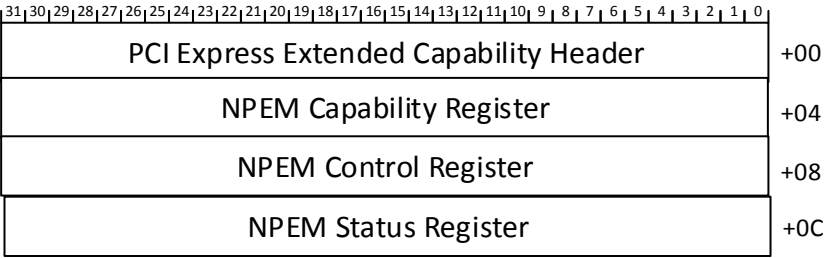 31 30 29 28 27 26 25 24 23 22 21 20 19 18 17 16 15 14 13 12 11 10 9 8 7 6 5 4 3 2 1 0
PCI Express Extended Capability Header +00
NPEM Capability Register +04
NPEM Control Register +08
NPEM Status Register +0C